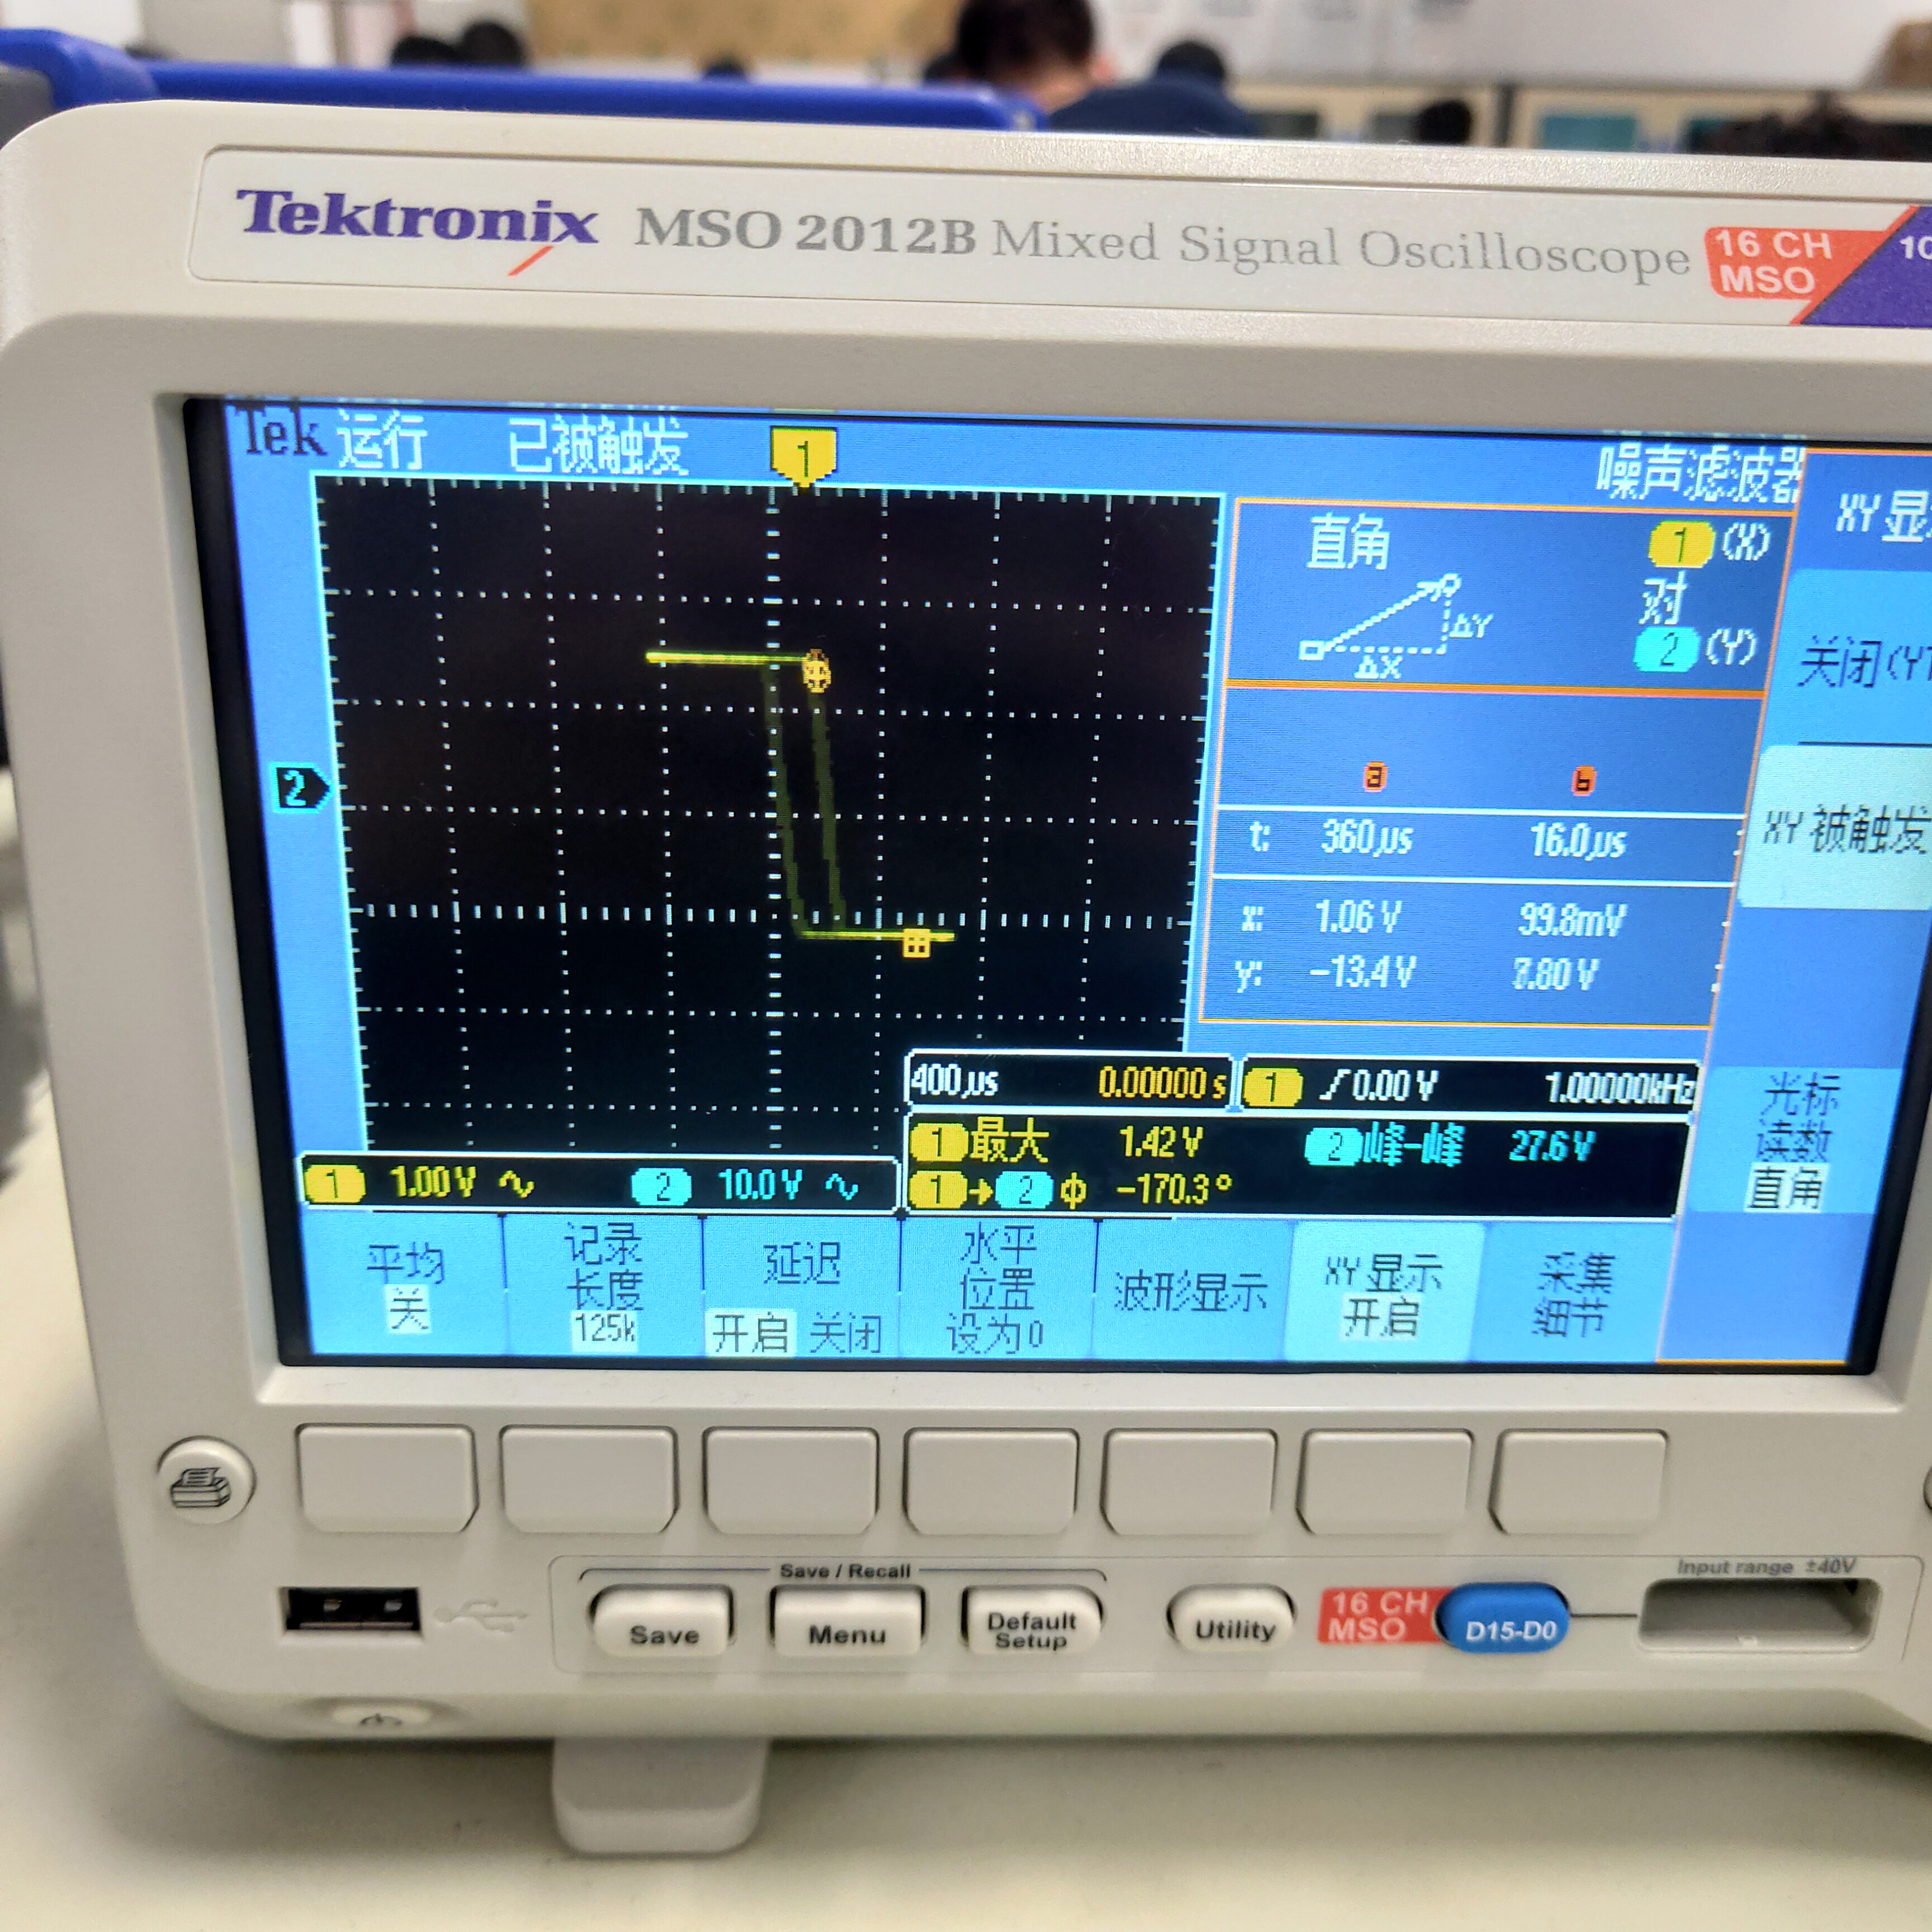 Tektronix MSO 2012B Mixed Signal Oscilloscope 16 CH MSO
Tek 运行 已被触发 1 噪声滤波器
直角 1 (X)
对
2 (Y)
ΔY
ΔX
XY 显
关闭(Y
XY 被触发
2
a b
t: 360µs 16.0µs
x: 1.06 V 99.8mV
y: -13.4 V
400µs 0.00000 s 1 0.00 V 1.00000kHz
1 最大 1.42 V 2 峰-峰 27.6 V
1 → 2 ϕ -170.3°
1 1.00 V 2 10.0 V
光标
读数
直角
平均
关
记录
长度
125k
延迟
开启 关闭
水平
位置
设为0
波形显示
XY 显示
开启
采集
细节
Save / Recall
Save
Menu
Default
Setup
Utility
16 CH
MSO
D15-D0
Input range ±40V